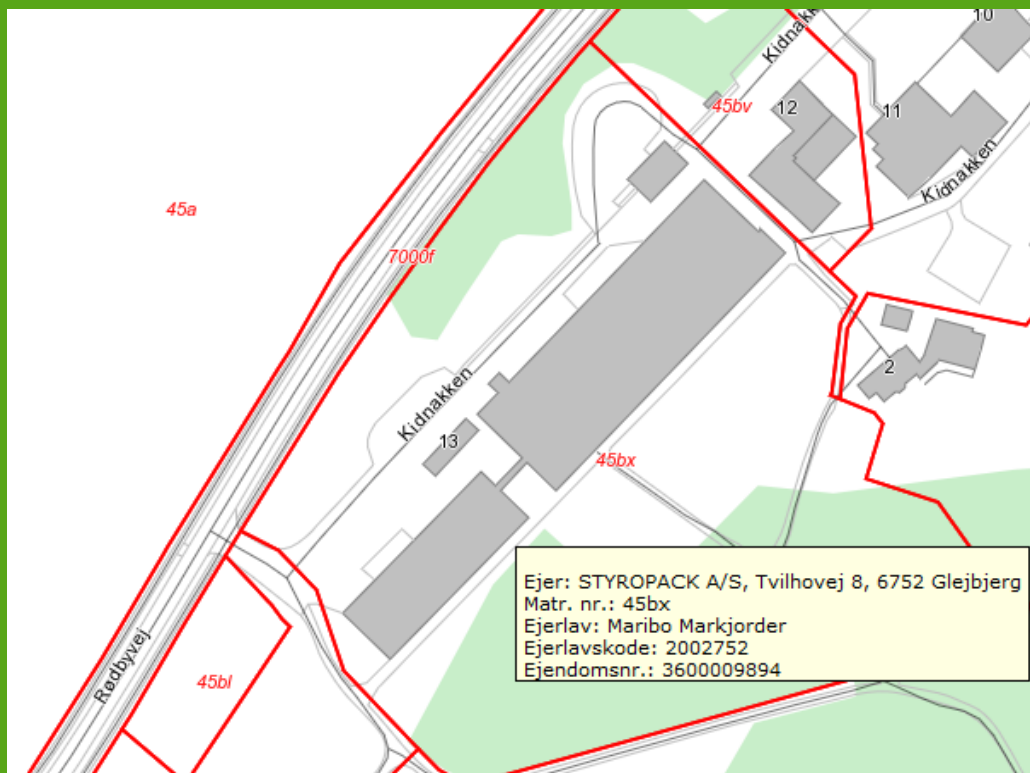 10
Kidnakken
45bv
12
11
Kidnakken
45a
7000f
2
Kidnakken
13
45bx
Ejer: STYROPACK A/S, Tvilhovej 8, 6752 Glejbjerg
Matr. nr.: 45bx
Ejerlav: Maribo Markjorder
Ejerlavskode: 2002752
Ejendomsnr.: 3600009894
Rødbyvej
45bl